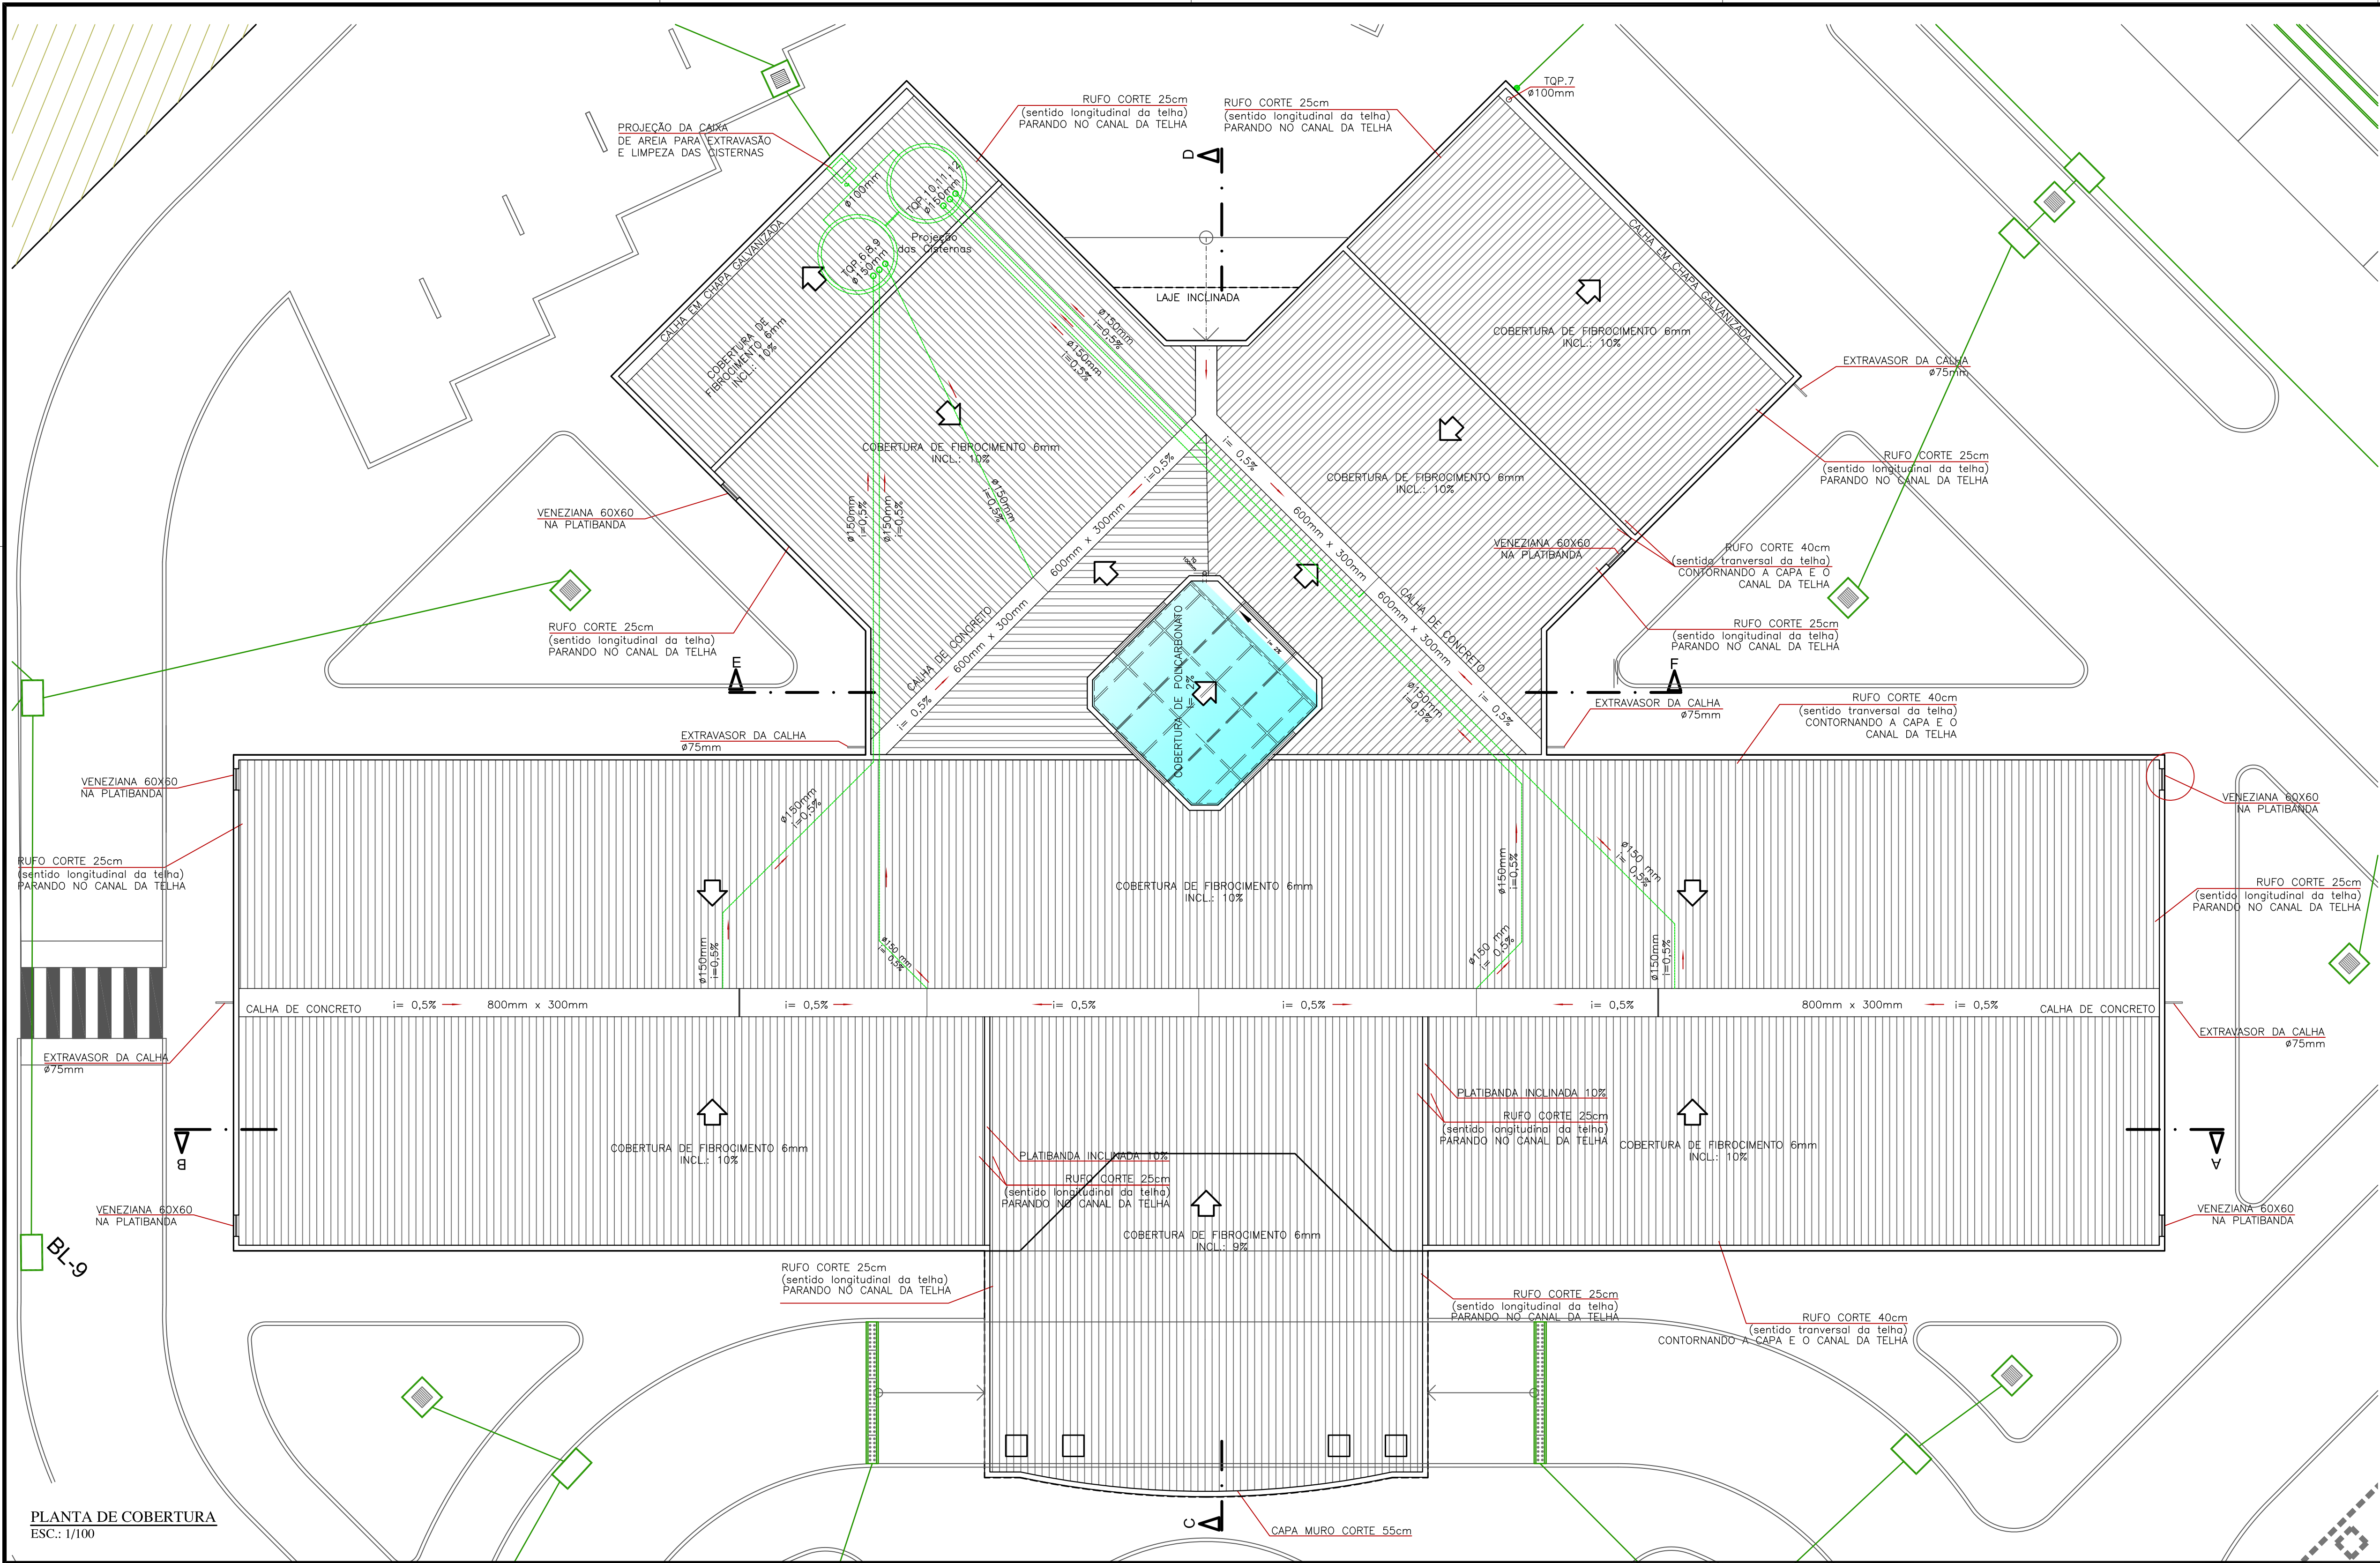 TQP.7
ø100mm
RUFO CORTE 25cm
(sentido longitudinal da telha)
PARANDO NO CANAL DA TELHA
RUFO CORTE 25cm
(sentido longitudinal da telha)
PARANDO NO CANAL DA TELHA
PROJEÇÃO DA CAIXA
DE AREIA PARA EXTRAVASÃO
E LIMPEZA DAS CISTERNAS
D
ø100mm
TQP.10,11,12
ø150mm
TQP.6,8,9
ø150mm
Projeção
das Cisternas
CALHA EM CHAPA GALVANIZADA
CALHA EM CHAPA GALVANIZADA
LAJE INCLINADA
COBERTURA DE
FIBROCIMENTO 6mm
INCL.: 10%
ø150mm
i=0,5%
ø150mm
i=0,5%
COBERTURA DE FIBROCIMENTO 6mm
INCL.: 10%
EXTRAVASOR DA CALHA
ø75mm
COBERTURA DE FIBROCIMENTO 6mm
INCL.: 10%
COBERTURA DE FIBROCIMENTO 6mm
INCL.: 10%
RUFO CORTE 25cm
(sentido longitudinal da telha)
PARANDO NO CANAL DA TELHA
VENEZIANA 60X60
NA PLATIBANDA
ø150mm
i=0,5%
ø150mm
i=0,5%
ø150mm
i=0,5%
i=0,5%
600mm x 300mm
i= 0,5%
600mm x 300mm
VENEZIANA 60X60
NA PLATIBANDA
RUFO CORTE 40cm
(sentido tranversal da telha)
CONTORNANDO A CAPA E O
CANAL DA TELHA
CALHA DE CONCRETO
600mm x 300mm
i= 0,5%
600mm x 300mm
CALHA DE CONCRETO
i= 0,5%
TQ
100mm
COBERTURA DE POLICARBONATO
i= 2%
i= 2%
ø150mm
i=0,5%
RUFO CORTE 25cm
(sentido longitudinal da telha)
PARANDO NO CANAL DA TELHA
RUFO CORTE 25cm
(sentido longitudinal da telha)
PARANDO NO CANAL DA TELHA
E
F
RUFO CORTE 40cm
(sentido tranversal da telha)
CONTORNANDO A CAPA E O
CANAL DA TELHA
EXTRAVASOR DA CALHA
ø75mm
EXTRAVASOR DA CALHA
ø75mm
VENEZIANA 60X60
NA PLATIBANDA
VENEZIANA 60X60
NA PLATIBANDA
ø150mm
i=0,5%
RUFO CORTE 25cm
(sentido longitudinal da telha)
PARANDO NO CANAL DA TELHA
COBERTURA DE FIBROCIMENTO 6mm
INCL.: 10%
ø150mm
i=0,5%
ø150 mm
i= 0,5%
RUFO CORTE 25cm
(sentido longitudinal da telha)
PARANDO NO CANAL DA TELHA
ø150mm
i=0,5%
ø150 mm
i= 0,5%
ø150 mm
i= 0,5%
ø150mm
i=0,5%
CALHA DE CONCRETO
i= 0,5%
800mm x 300mm
i= 0,5%
i= 0,5%
i= 0,5%
i= 0,5%
800mm x 300mm
i= 0,5%
CALHA DE CONCRETO
EXTRAVASOR DA CALHA
ø75mm
EXTRAVASOR DA CALHA
ø75mm
PLATIBANDA INCLINADA 10%
RUFO CORTE 25cm
(sentido longitudinal da telha)
PARANDO NO CANAL DA TELHA
B
A
COBERTURA DE FIBROCIMENTO 6mm
INCL.: 10%
PLATIBANDA INCLINADA 10%
RUFO CORTE 25cm
(sentido longitudinal da telha)
PARANDO NO CANAL DA TELHA
COBERTURA DE FIBROCIMENTO 6mm
INCL.: 10%
VENEZIANA 60X60
NA PLATIBANDA
VENEZIANA 60X60
NA PLATIBANDA
COBERTURA DE FIBROCIMENTO 6mm
INCL.: 9%
BL-9
RUFO CORTE 25cm
(sentido longitudinal da telha)
PARANDO NO CANAL DA TELHA
RUFO CORTE 25cm
(sentido longitudinal da telha)
PARANDO NO CANAL DA TELHA
RUFO CORTE 40cm
(sentido tranversal da telha)
CONTORNANDO A CAPA E O CANAL DA TELHA
C
CAPA MURO CORTE 55cm
PLANTA DE COBERTURA
ESC.: 1/100